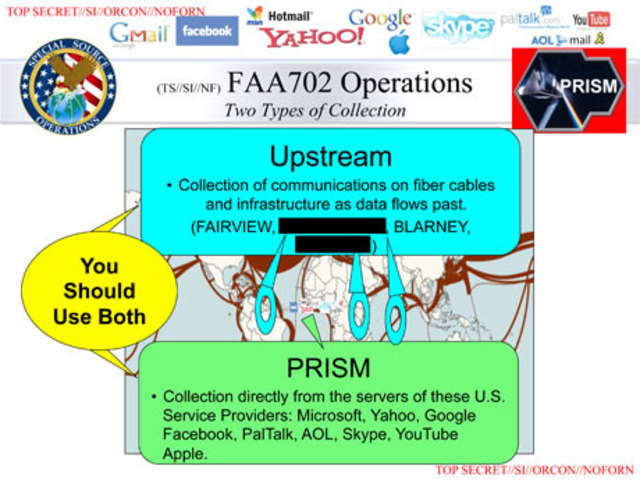 TOP SECRET//SI//ORCON//NOFORN
Gmail
facebook
Hotmail
YAHOO!
Google
skype
paltalk.com
YouTube
AOL mail
SPECIAL SOURCE
OPERATIONS
(TS//SI//NF) FAA702 Operations
Two Types of Collection
PRISM
Upstream
• Collection of communications on fiber cables
and infrastructure as data flows past.
(FAIRVIEW, , BLARNEY,
)
You
Should
Use Both
PRISM
• Collection directly from the servers of these U.S.
Service Providers: Microsoft, Yahoo, Google
Facebook, PalTalk, AOL, Skype, YouTube
Apple.
TOP SECRET//SI//ORCON//NOFORN